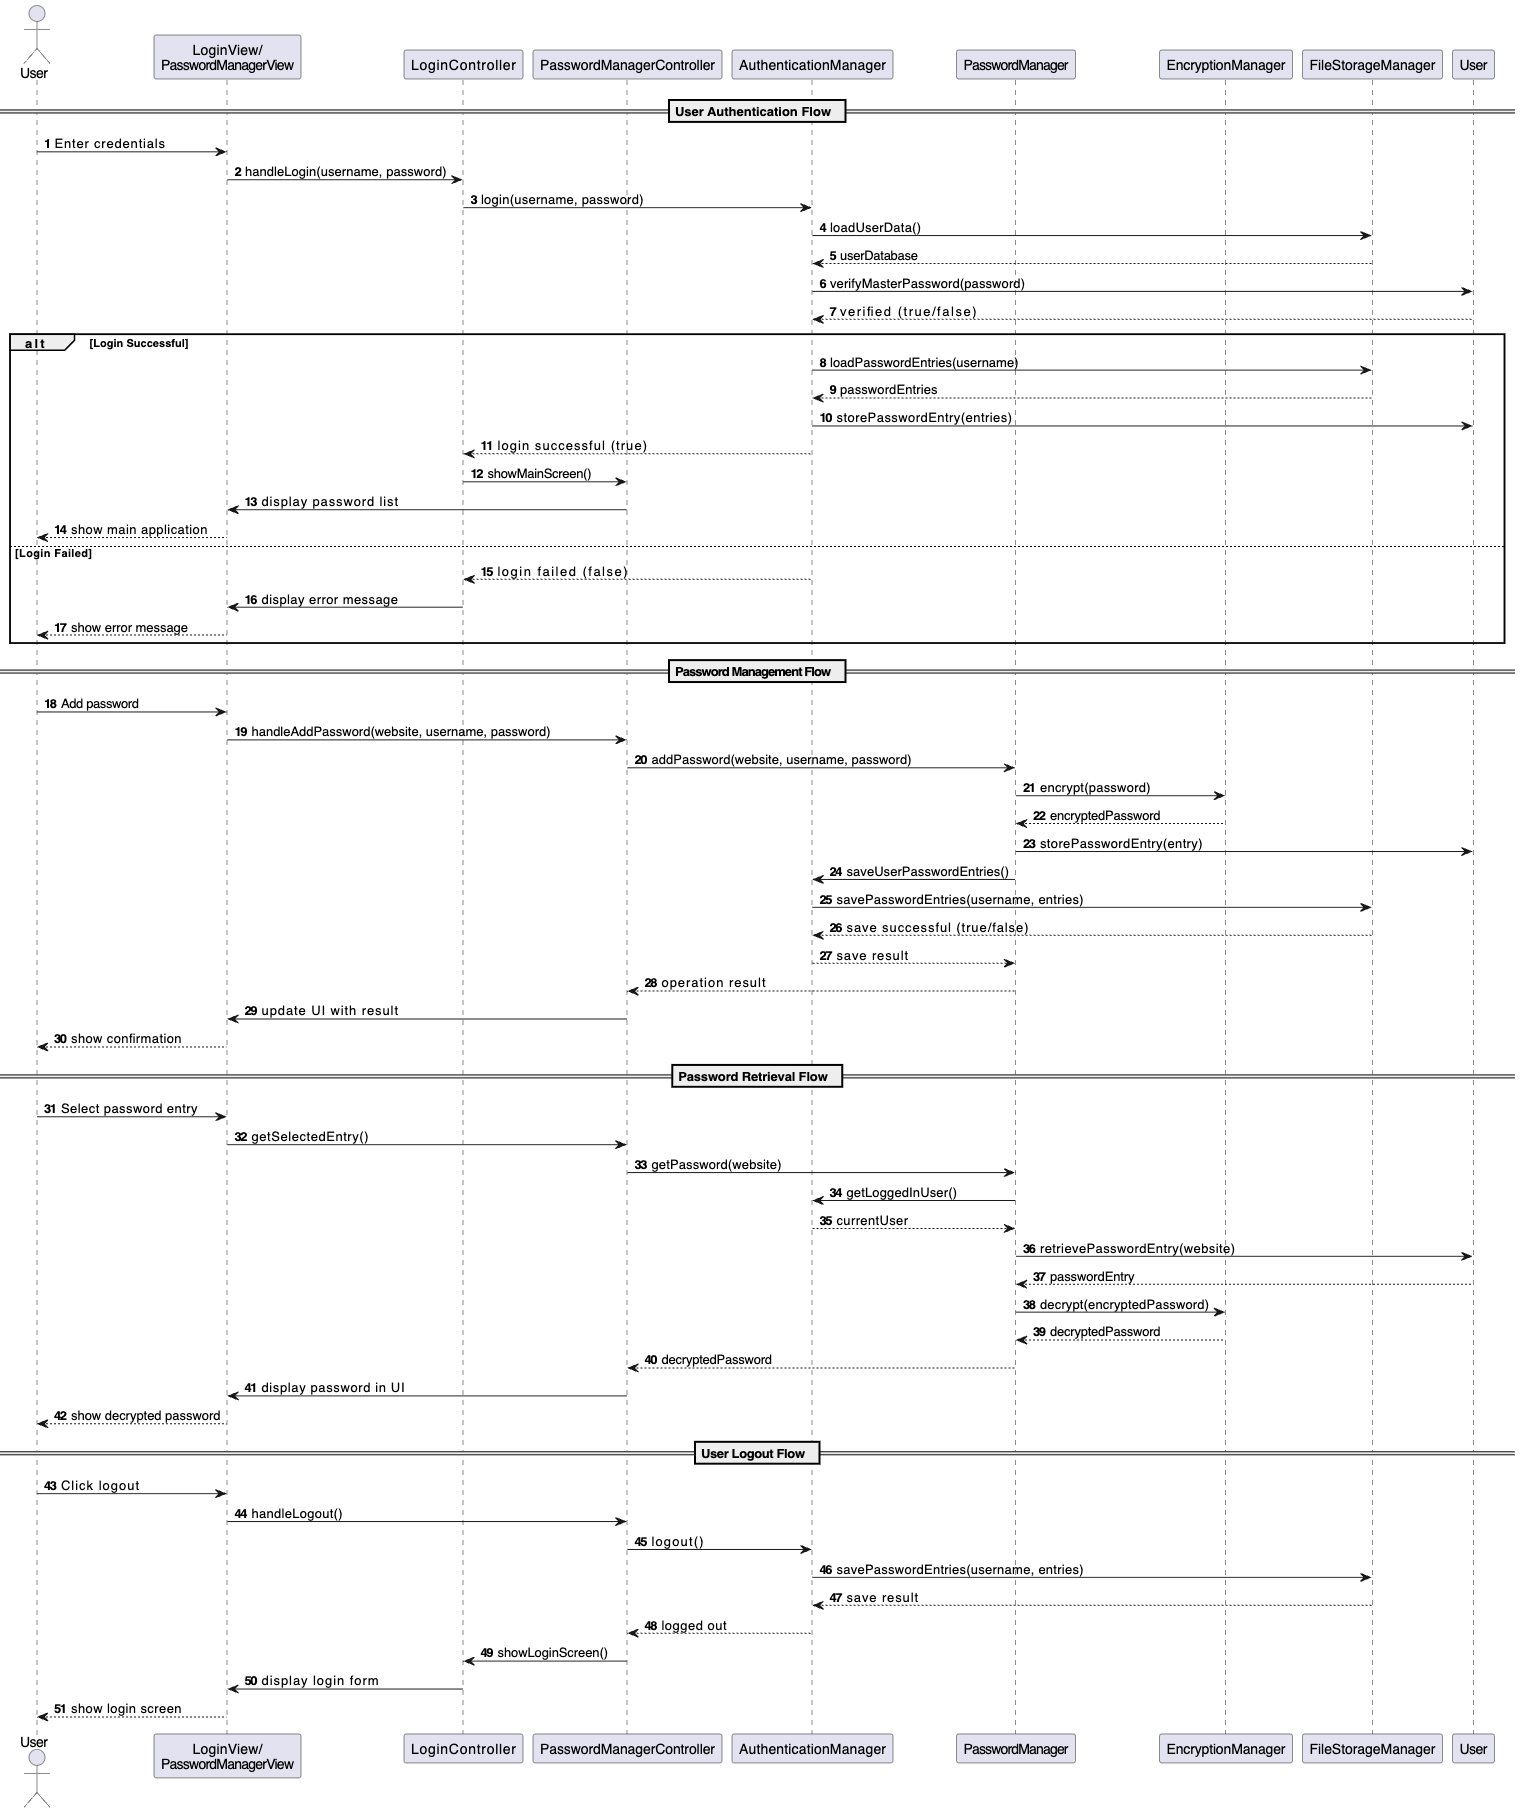 User
LoginView/
PasswordManagerView
LoginController
PasswordManagerController
AuthenticationManager
PasswordManager
EncryptionManager
FileStorageManager
User
User Authentication Flow
1 Enter credentials
2 handleLogin(username, password)
3 login(username, password)
4 loadUserData()
5 userDatabase
6 verifyMasterPassword(password)
7 verified (true/false)
alt [Login Successful]
8 loadPasswordEntries(username)
9 passwordEntries
10 storePasswordEntry(entries)
11 login successful (true)
12 showMainScreen()
13 display password list
14 show main application
[Login Failed]
15 login failed (false)
16 display error message
17 show error message
Password Management Flow
18 Add password
19 handleAddPassword(website, username, password)
20 addPassword(website, username, password)
21 encrypt(password)
22 encryptedPassword
23 storePasswordEntry(entry)
24 saveUserPasswordEntries()
25 savePasswordEntries(username, entries)
26 save successful (true/false)
27 save result
28 operation result
29 update UI with result
30 show confirmation
Password Retrieval Flow
31 Select password entry
32 getSelectedEntry()
33 getPassword(website)
34 getLoggedInUser()
35 currentUser
36 retrievePasswordEntry(website)
37 passwordEntry
38 decrypt(encryptedPassword)
39 decryptedPassword
40 decryptedPassword
41 display password in UI
42 show decrypted password
User Logout Flow
43 Click logout
44 handleLogout()
45 logout()
46 savePasswordEntries(username, entries)
47 save result
48 logged out
49 showLoginScreen()
50 display login form
51 show login screen
User
LoginView/
PasswordManagerView
LoginController
PasswordManagerController
AuthenticationManager
PasswordManager
EncryptionManager
FileStorageManager
User